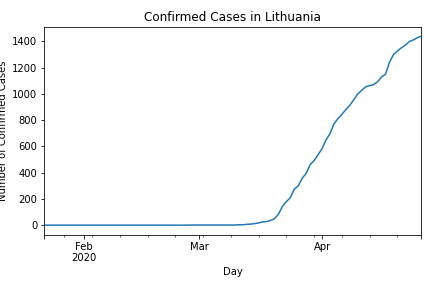 Confirmed Cases in Lithuania
Number of Confirmed Cases
1400
1200
1000
800
600
400
200
0
Feb Mar Apr
2020
Day